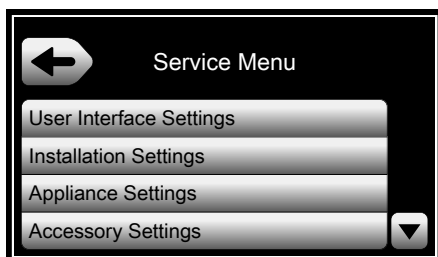 Service Menu
User Interface Settings
Installation Settings
Appliance Settings
Accessory Settings